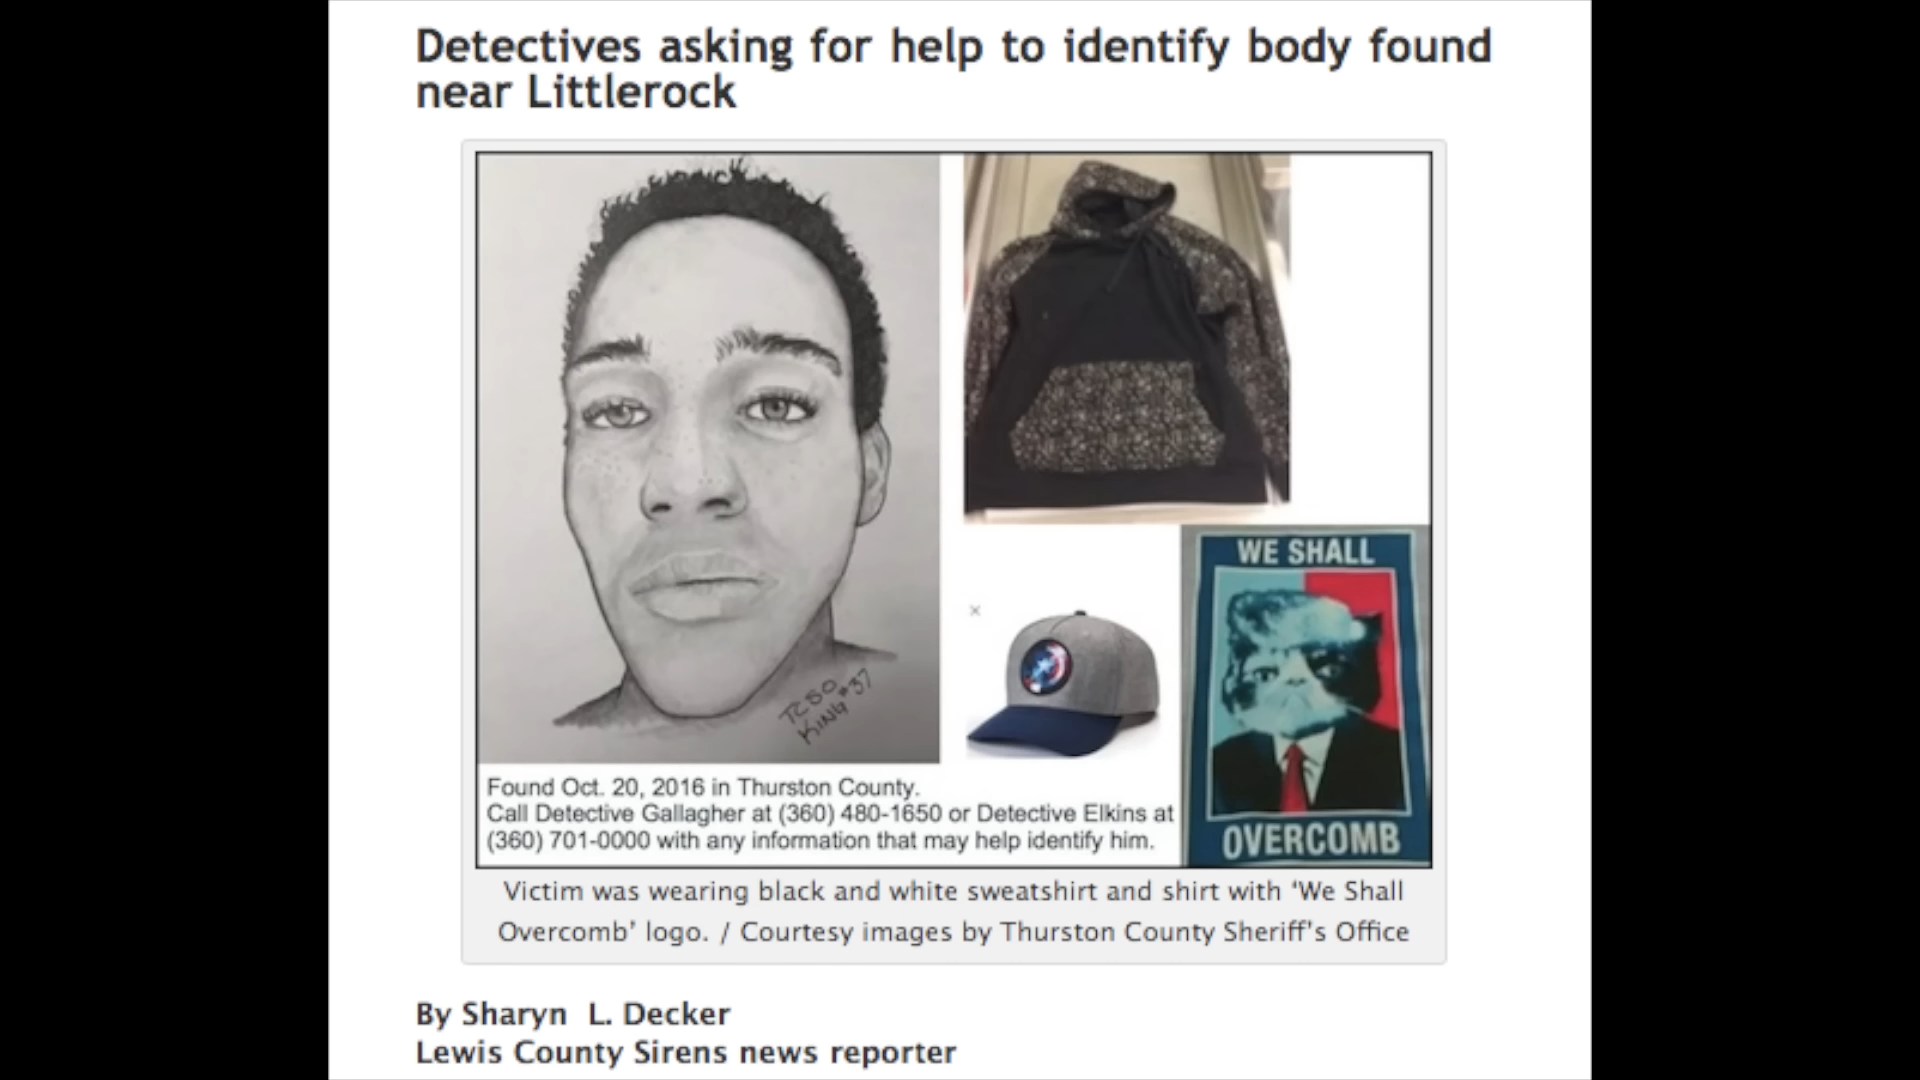 Detectives asking for help to identify body found
near Littlerock
TCSO
KING #37
WE SHALL
OVERCOMB
Found Oct. 20, 2016 in Thurston County.
Call Detective Gallagher at (360) 480-1650 or Detective Elkins at
(360) 701-0000 with any information that may help identify him.
Victim was wearing black and white sweatshirt and shirt with ‘We Shall
Overcomb’ logo. / Courtesy images by Thurston County Sheriff's Office
By Sharyn L. Decker
Lewis County Sirens news reporter